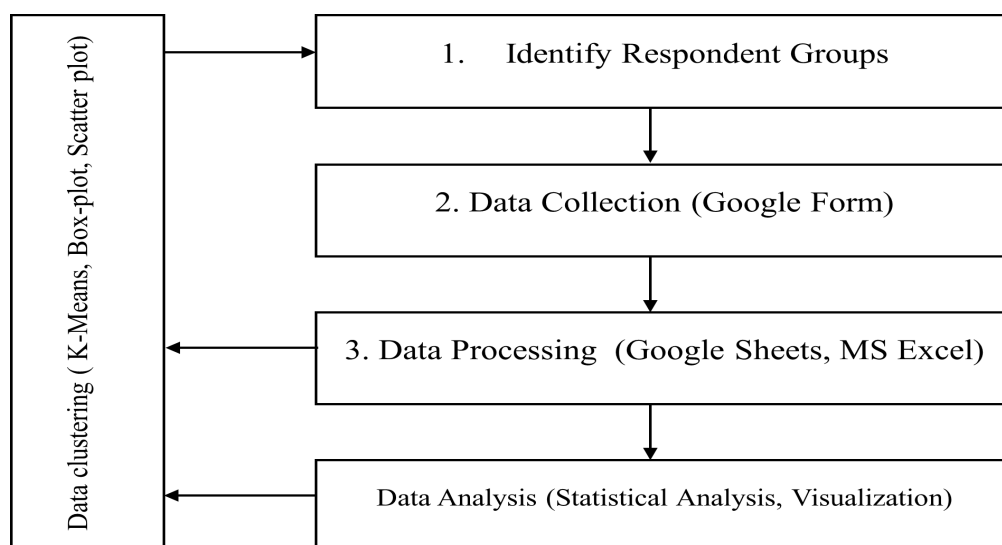 Data clustering ( K-Means, Box-plot, Scatter plot)
1. Identify Respondent Groups
2. Data Collection (Google Form)
3. Data Processing (Google Sheets, MS Excel)
Data Analysis (Statistical Analysis, Visualization)